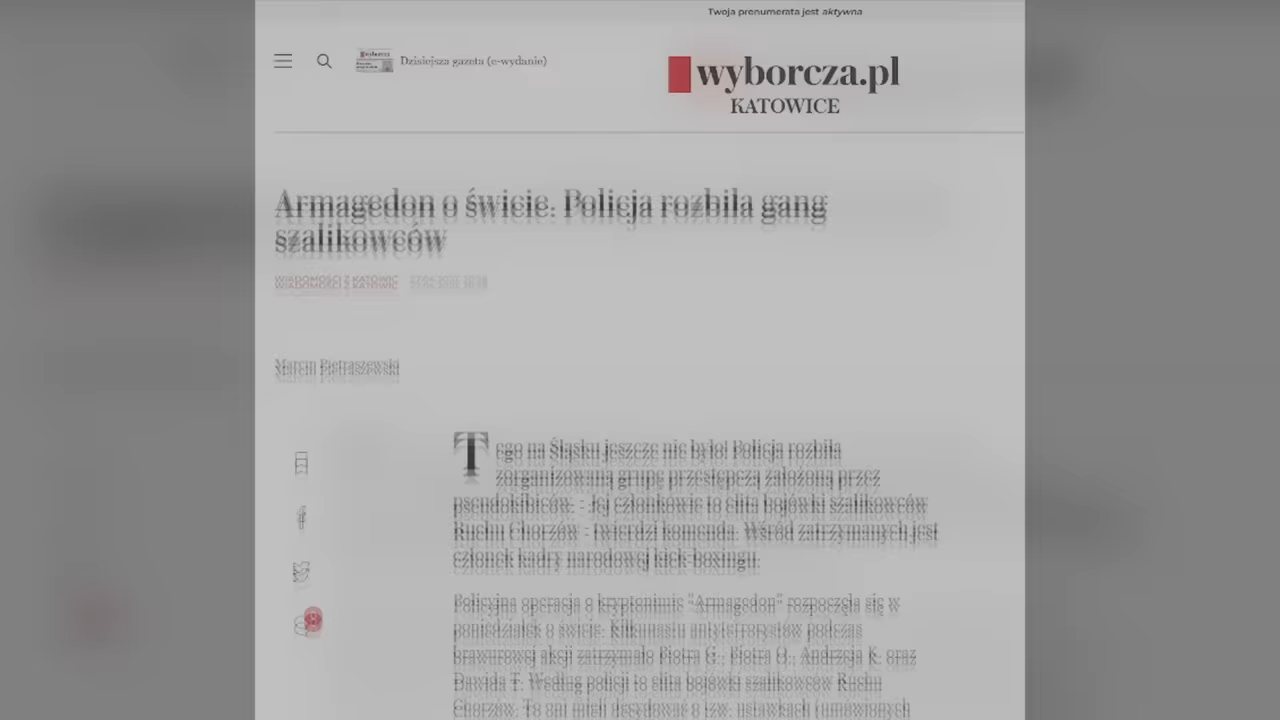 Twoja prenumerata jest aktywna
Dzisiejsza gazeta (e-wydanie)
wyborcza.pl
KATOWICE
Armagedon o świcie. Policja rozbiła gang
szalikowców
WIADOMOŚCI Z KATOWIC
Marcin Pietraszewski
Tego na Śląsku jeszcze nie było! Policja rozbiła
zorganizowaną grupę przestępczą założoną przez
pseudokibiców. - Jej członkowie to elita bojówki szalikowców
Ruchu Chorzów - twierdzi komenda. Wśród zatrzymanych jest
członek kadry narodowej kick-boxingu.
Policyjna operacja o kryptonimie "Armagedon" rozpoczęła się w
poniedziałek o świcie. Kilkunastu antyterrorystów podczas
brawurowej akcji zatrzymało Piotra G., Piotra O., Andrzeja K. oraz
Dawida T. Według policji to elita bojówki szalikowców Ruchu
Chorzów. To oni mieli decydować o tzw. ustawkach (umówionych